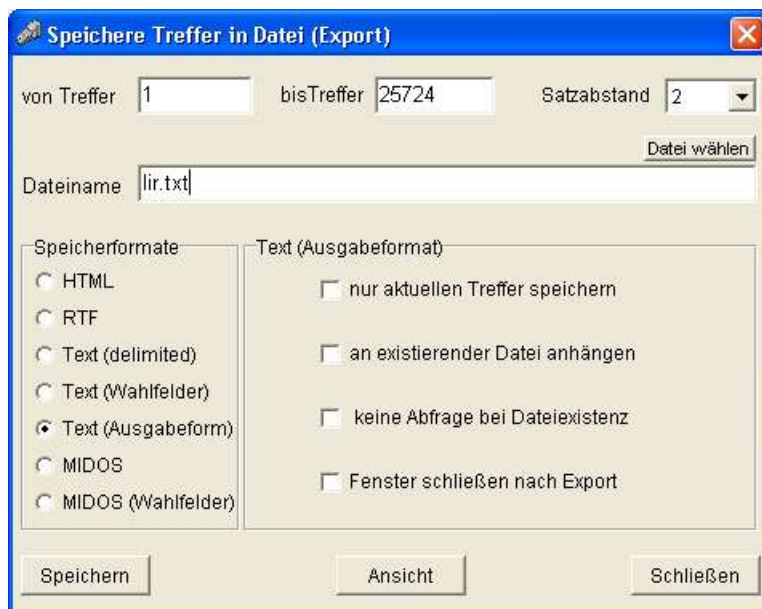 Speichere Treffer in Datei (Export)
von Treffer 1 bisTreffer 25724 Satzabstand 2
Datei wählen
Dateiname lir.txt
Speicherformate
HTML
RTF
Text (delimited)
Text (Wahlfelder)
Text (Ausgabeform)
MIDOS
MIDOS (Wahlfelder)
Text (Ausgabeformat)
nur aktuellen Treffer speichern
an existierender Datei anhängen
keine Abfrage bei Dateiexistenz
Fenster schließen nach Export
Speichern Ansicht Schließen